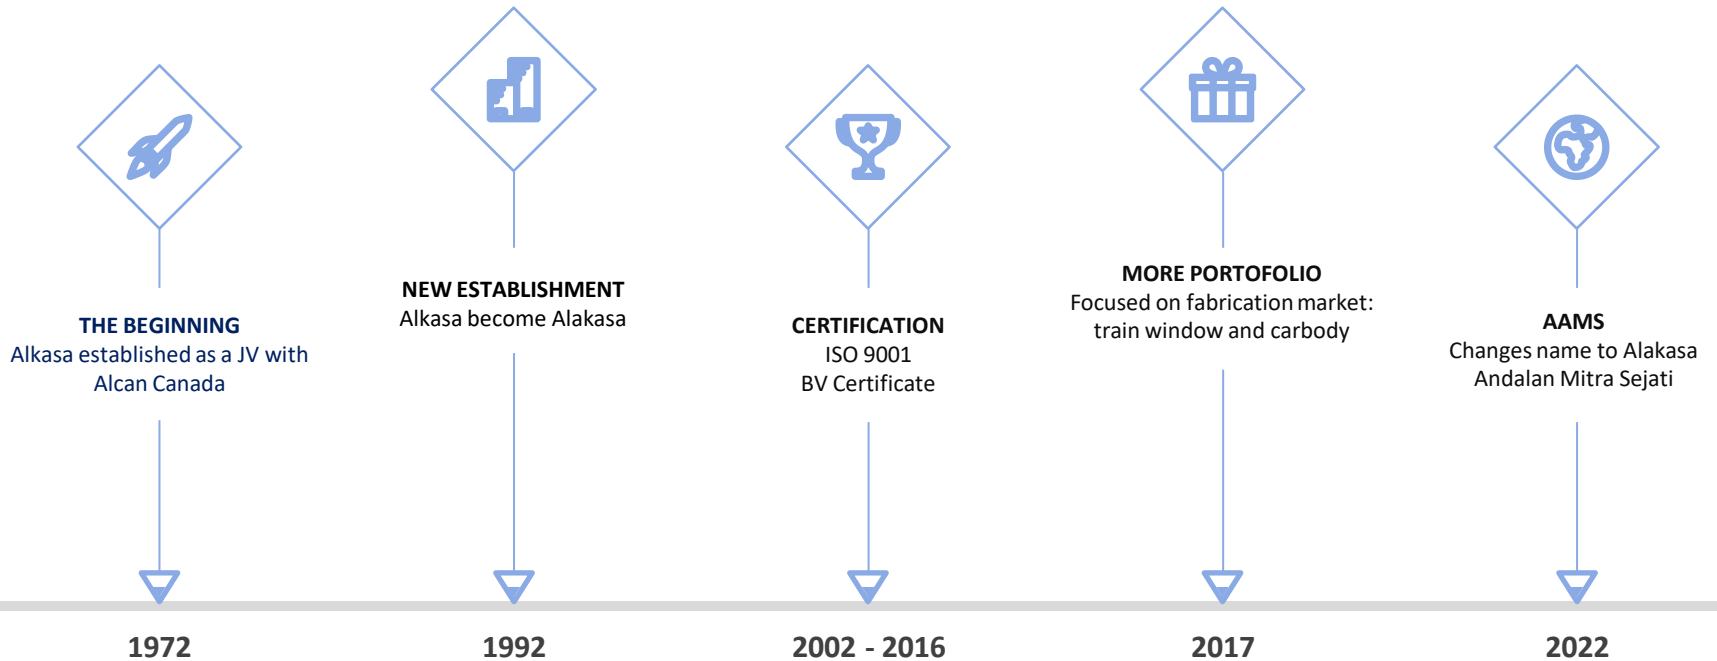 THE BEGINNING
Alkasa established as a JV with
Alcan Canada
1972
NEW ESTABLISHMENT
Alkasa become Alakasa
1992
CERTIFICATION
ISO 9001
BV Certificate
2002 - 2016
MORE PORTOFOLIO
Focused on fabrication market:
train window and carbody
2017
AAMS
Changes name to Alakasa
Andalan Mitra Sejati
2022